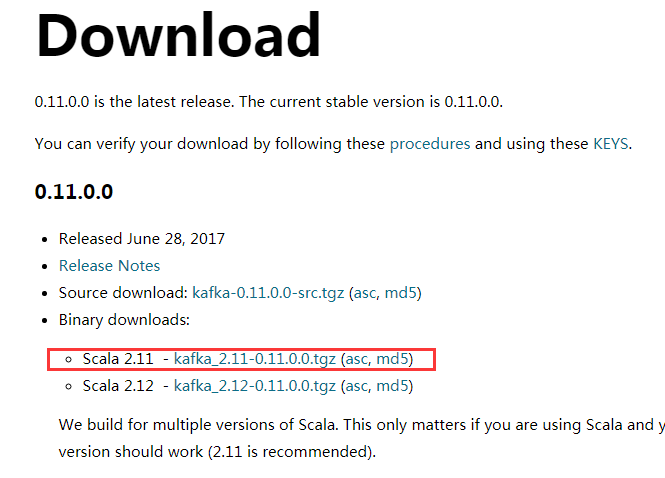 Download
0.11.0.0 is the latest release. The current stable version is 0.11.0.0.
You can verify your download by following these procedures and using these KEYS.
0.11.0.0
• Released June 28, 2017
• Release Notes
• Source download: kafka-0.11.0.0-src.tgz (asc, md5)
• Binary downloads:
◦ Scala 2.11 - kafka_2.11-0.11.0.0.tgz (asc, md5)
◦ Scala 2.12 - kafka_2.12-0.11.0.0.tgz (asc, md5)
We build for multiple versions of Scala. This only matters if you are using Scala and y
version should work (2.11 is recommended).